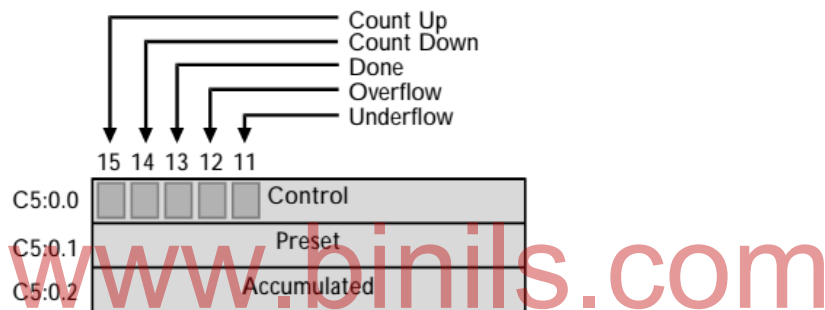 Count Up
Count Down
Done
Overflow
Underflow
15 14 13 12 11
C5:0.0 Control
C5:0.1 Preset
C5:0.2 Accumulated
www.binils.com